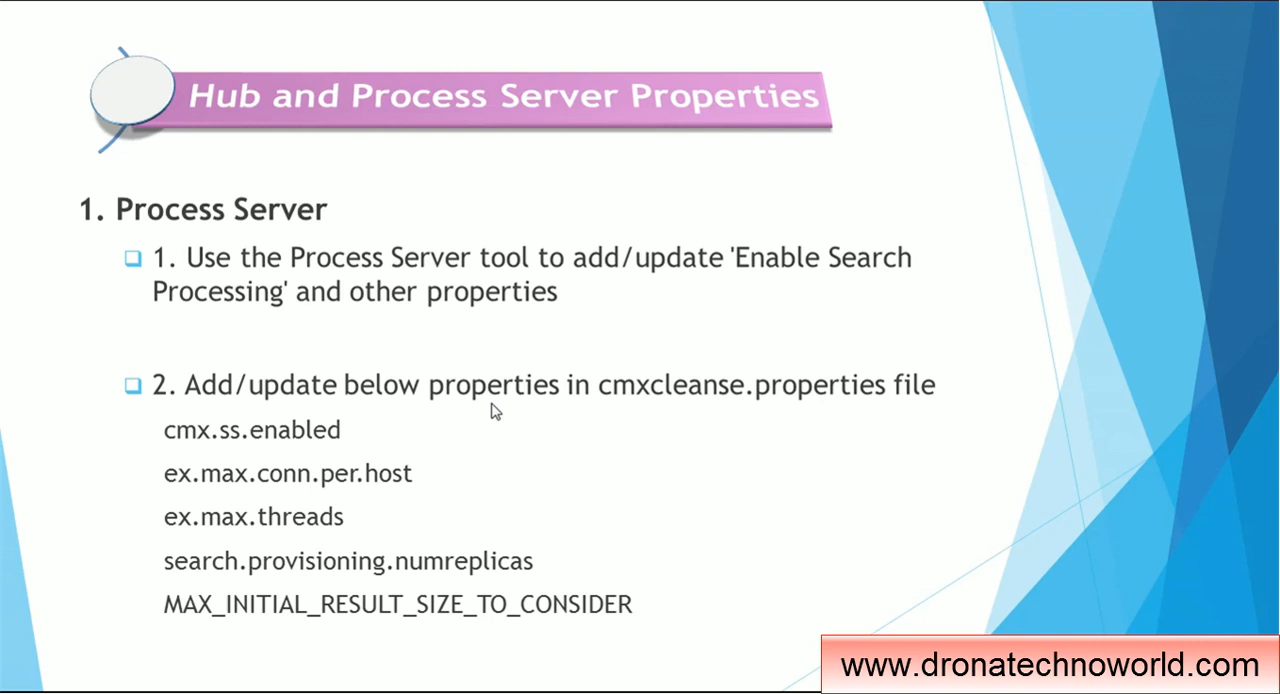 Hub and Process Server Properties
1. Process Server
1. Use the Process Server tool to add/update 'Enable Search
Processing' and other properties
2. Add/update below properties in cmxcleanse.properties file
cmx.ss.enabled
ex.max.conn.per.host
ex.max.threads
search.provisioning.numreplicas
MAX_INITIAL_RESULT_SIZE_TO_CONSIDER
www.dronatechnoworld.com